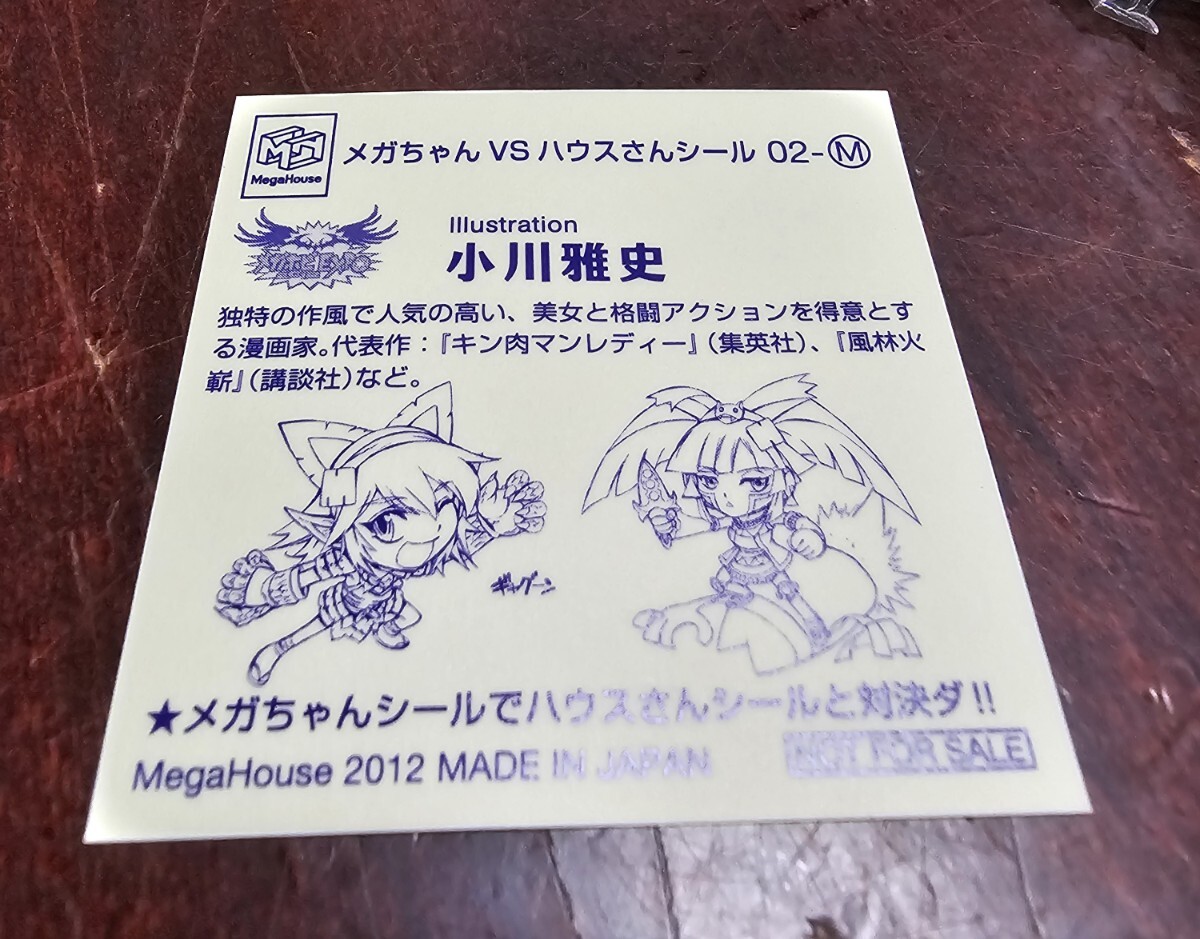 MegaHouse
メガちゃん VS ハウスさんシール 02-Ⓜ
Illustration
小川雅史
独特の作風で人気の高い、美女と格闘アクションを得意とす
る漫画家。代表作：『キン肉マンレディー』（集英社）、『風林火
嶄』（講談社）など。
ギャグーン
★メガちゃんシールでハウスさんシールと対決ダ!!
MegaHouse 2012 MADE IN JAPAN
NOT FOR SALE